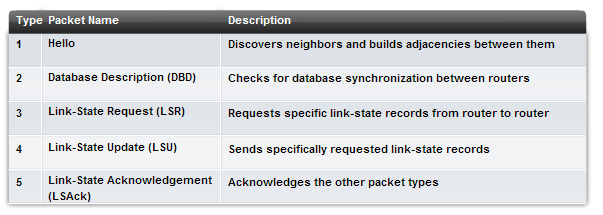 Type Packet Name Description
1 Hello Discovers neighbors and builds adjacencies between them
2 Database Description (DBD) Checks for database synchronization between routers
3 Link-State Request (LSR) Requests specific link-state records from router to router
4 Link-State Update (LSU) Sends specifically requested link-state records
5 Link-State Acknowledgement
(LSAck) Acknowledges the other packet types